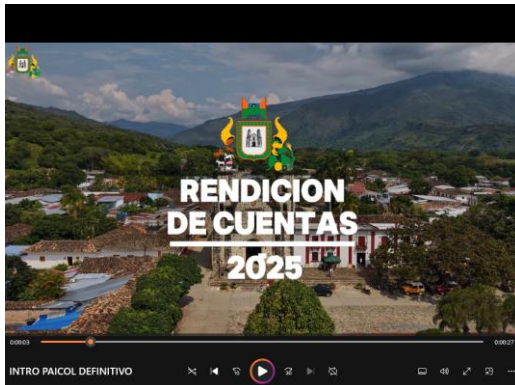 RENDICION
DE CUENTAS
2025
0:00:03
0:00:27
INTRO PAICOL DEFINITIVO